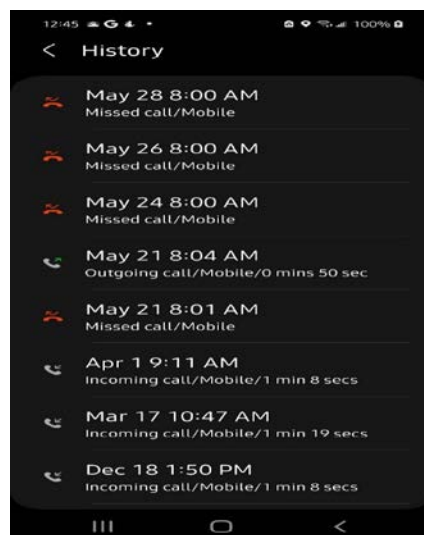 12:45 G 100%
< History
May 28 8:00 AM
Missed call/Mobile
May 26 8:00 AM
Missed call/Mobile
May 24 8:00 AM
Missed call/Mobile
May 21 8:04 AM
Outgoing call/Mobile/0 mins 50 sec
May 21 8:01 AM
Missed call/Mobile
Apr 1 9:11 AM
Incoming call/Mobile/1 min 8 secs
Mar 17 10:47 AM
Incoming call/Mobile/1 min 19 secs
Dec 18 1:50 PM
Incoming call/Mobile/1 min 8 secs